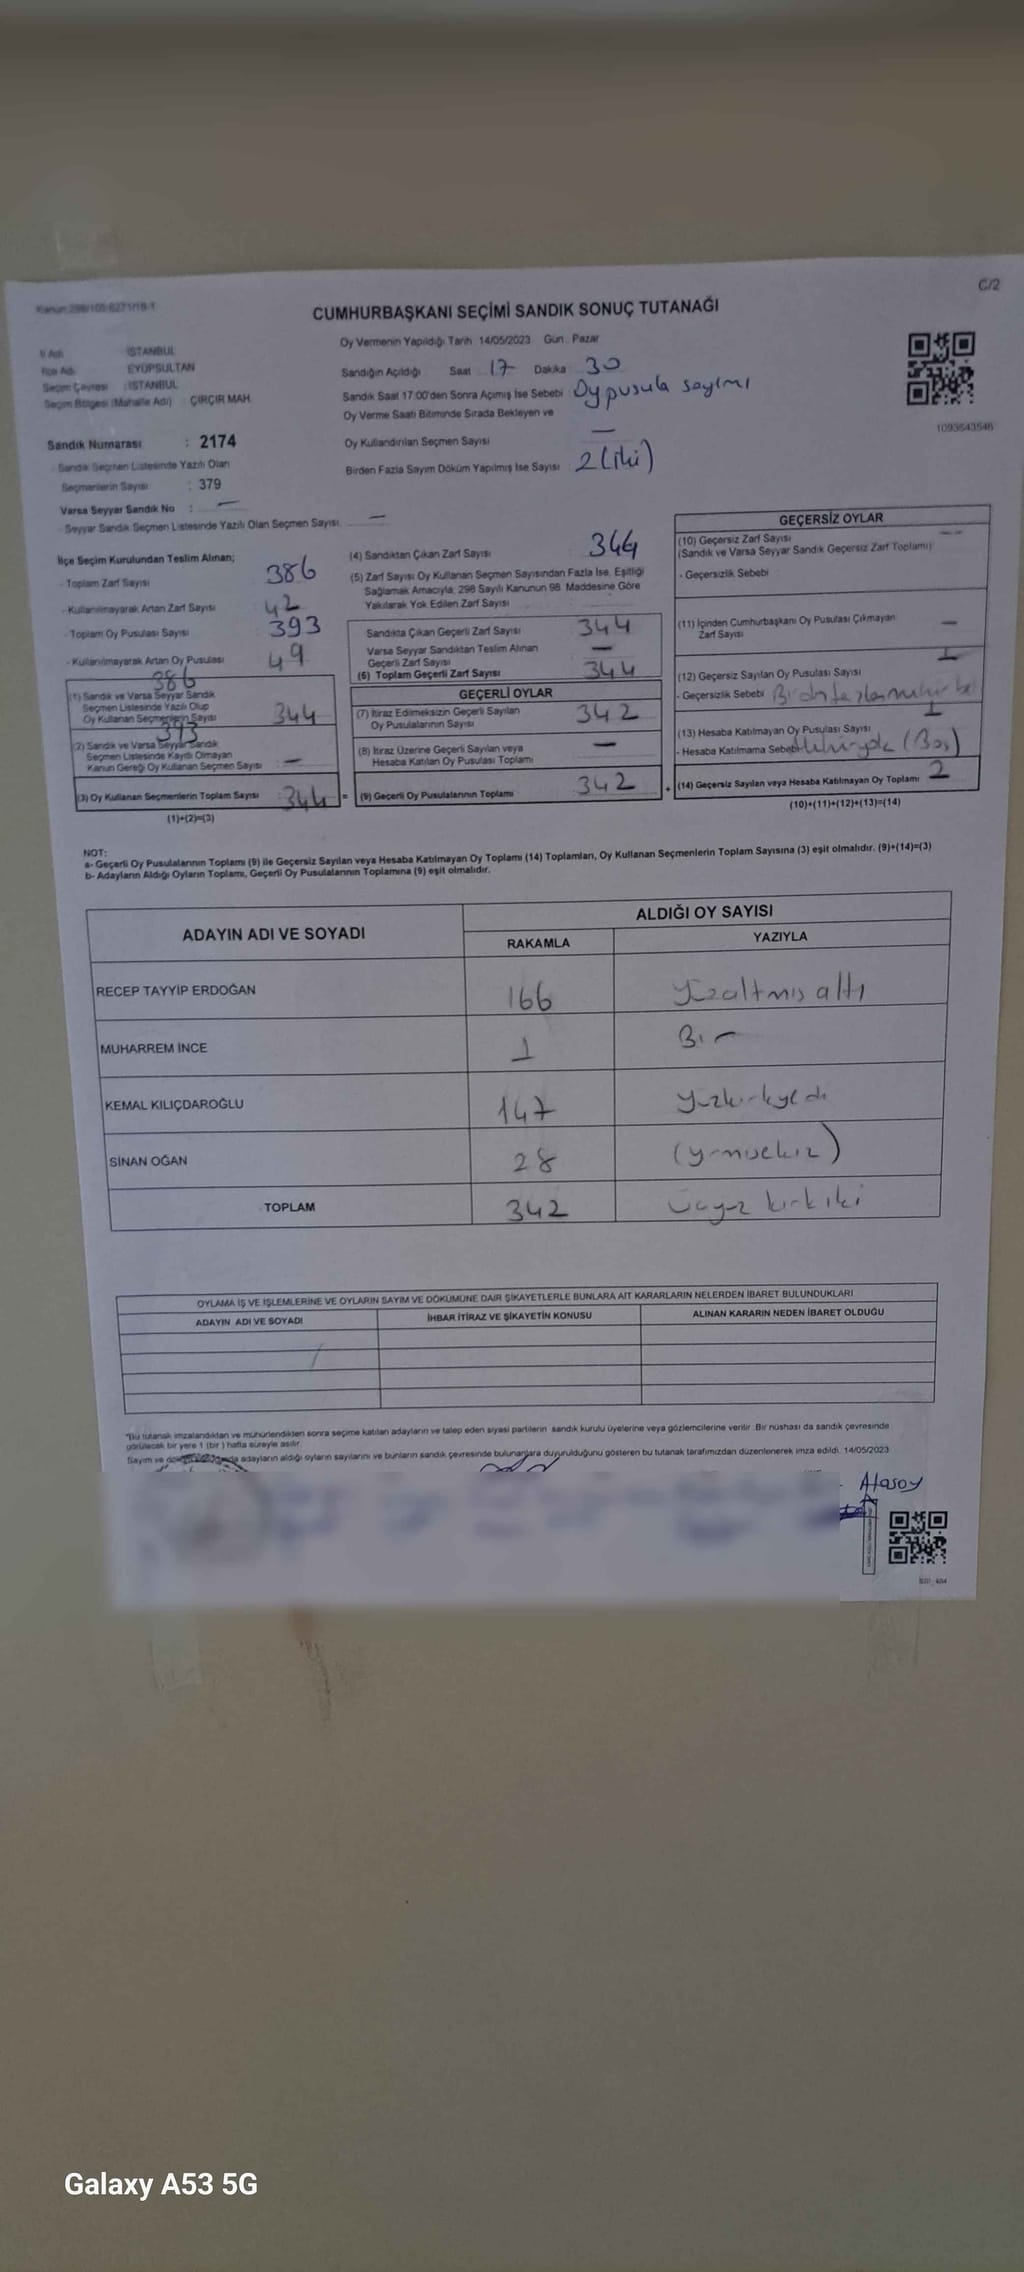 C/2
Kanun:298/105-6271/18-1
CUMHURBAŞKANI SEÇİMİ SANDIK SONUÇ TUTANAĞI
İl Adı : İSTANBUL
İlçe Adı : EYÜPSULTAN
Seçim Çevresi : İSTANBUL
Seçim Bölgesi (Mahalle Adı) : ÇIRÇIR MAH.
Sandık Numarası : 2174
- Sandık Seçmen Listesinde Yazılı Olan
Seçmenlerin Sayısı : 379
Varsa Seyyar Sandık No : —
- Seyyar Sandık Seçmen Listesinde Yazılı Olan Seçmen Sayısı —
Oy Vermenin Yapıldığı Tarih 14/05/2023 Gün Pazar
Sandığın Açıldığı Saat 17 Dakika 30
Sandık Saat 17:00'den Sonra Açımış İse Sebebi Oy pusula sayımı
Oy Verme Saati Bitiminde Sırada Bekleyen ve
Oy Kullandırılan Seçmen Sayısı —
Birden Fazla Sayım Döküm Yapılmış İse Sayısı 2 (iki)
1093643546
İlçe Seçim Kurulundan Teslim Alınan;
- Toplam Zarf Sayısı 386
- Kullanılmayarak Artan Zarf Sayısı 42
- Toplam Oy Pusulası Sayısı 393
- Kullanılmayarak Artan Oy Pusulası 49
386
(1) Sandık ve Varsa Seyyar Sandık
Seçmen Listesinde Yazılı Olup
Oy Kullanan Seçmenlerin Sayısı 344
393
(2) Sandık ve Varsa Seyyar Sandık
Seçmen Listesinde Kayıtlı Olmayan
Kanun Gereği Oy Kullanan Seçmen Sayısı —
(3) Oy Kullanan Seçmenlerin Toplam Sayısı 344 =
(1)+(2)=(3)
(4) Sandıktan Çıkan Zarf Sayısı 344
(5) Zarf Sayısı Oy Kullanan Seçmen Sayısından Fazla İse, Eşitliği
Sağlamak Amacıyla, 298 Sayılı Kanunun 98. Maddesine Göre
Yakılarak Yok Edilen Zarf Sayısı
Sandıkta Çıkan Geçerli Zarf Sayısı 344
Varsa Seyyar Sandıktan Teslim Alınan
Geçerli Zarf Sayısı —
(6) Toplam Geçerli Zarf Sayısı 344
GEÇERLİ OYLAR
(7) İtiraz Edilmeksizin Geçerli Sayılan
Oy Pusulalarının Sayısı 342
(8) İtiraz Üzerine Geçerli Sayılan veya
Hesaba Katılan Oy Pusulası Toplamı —
(9) Geçerli Oy Pusulalarının Toplamı 342 +
GEÇERSİZ OYLAR
(10) Geçersiz Zarf Sayısı —
(Sandık ve Varsa Seyyar Sandık Geçersiz Zarf Toplamı)
- Geçersizlik Sebebi
(11) İçinden Cumhurbaşkanı Oy Pusulası Çıkmayan
Zarf Sayısı —
(12) Geçersiz Sayılan Oy Pusulası Sayısı 1
- Geçersizlik Sebebi
(13) Hesaba Katılmayan Oy Pusulası Sayısı 1
- Hesaba Katılmama Sebebi Mühür yok (Boş)
(14) Geçersiz Sayılan veya Hesaba Katılmayan Oy Toplamı 2
(10)+(11)+(12)+(13)=(14)
NOT:
a- Geçerli Oy Pusulalarının Toplamı (9) ile Geçersiz Sayılan veya Hesaba Katılmayan Oy Toplamı (14) Toplamları, Oy Kullanan Seçmenlerin Toplam Sayısına (3) eşit olmalıdır. (9)+(14)=(3)
b- Adayların Aldığı Oyların Toplamı, Geçerli Oy Pusulalarının Toplamına (9) eşit olmalıdır.
ADAYIN ADI VE SOYADI
ALDIĞI OY SAYISI
RAKAMLA YAZIYLA
RECEP TAYYİP ERDOĞAN 166 Yüzaltmış altı
MUHARREM İNCE 1 Bir
KEMAL KILIÇDAROĞLU 147 yüzkırkyedi
SİNAN OĞAN 28 (yirmisekiz)
TOPLAM 342 üçyüz kırkiki
OYLAMA İŞ VE İŞLEMLERİNE VE OYLARIN SAYIM VE DÖKÜMÜNE DAİR ŞİKAYETLERLE BUNLARA AİT KARARLARIN NELERDEN İBARET BULUNDUKLARI
ADAYIN ADI VE SOYADI İHBAR İTİRAZ VE ŞİKAYETİN KONUSU ALINAN KARARIN NEDEN İBARET OLDUĞU
"Bu tutanak imzalandıktan ve mühürlendikten sonra seçime katılan adayların ve talep eden siyasi partilerin sandık kurulu üyelerine veya gözlemcilerine verilir. Bir nüshası da sandık çevresinde
görülecek bir yere 1 (bir) hafta süreyle asılır.
Sayım ve adayların aldığı oyların sayılarını ve bunların sandık çevresinde bulunanlara duyurulduğunu gösteren bu tutanak tarafımızdan düzenlenerek imza edildi. 14/05/2023
Atasoy
Galaxy A53 5G